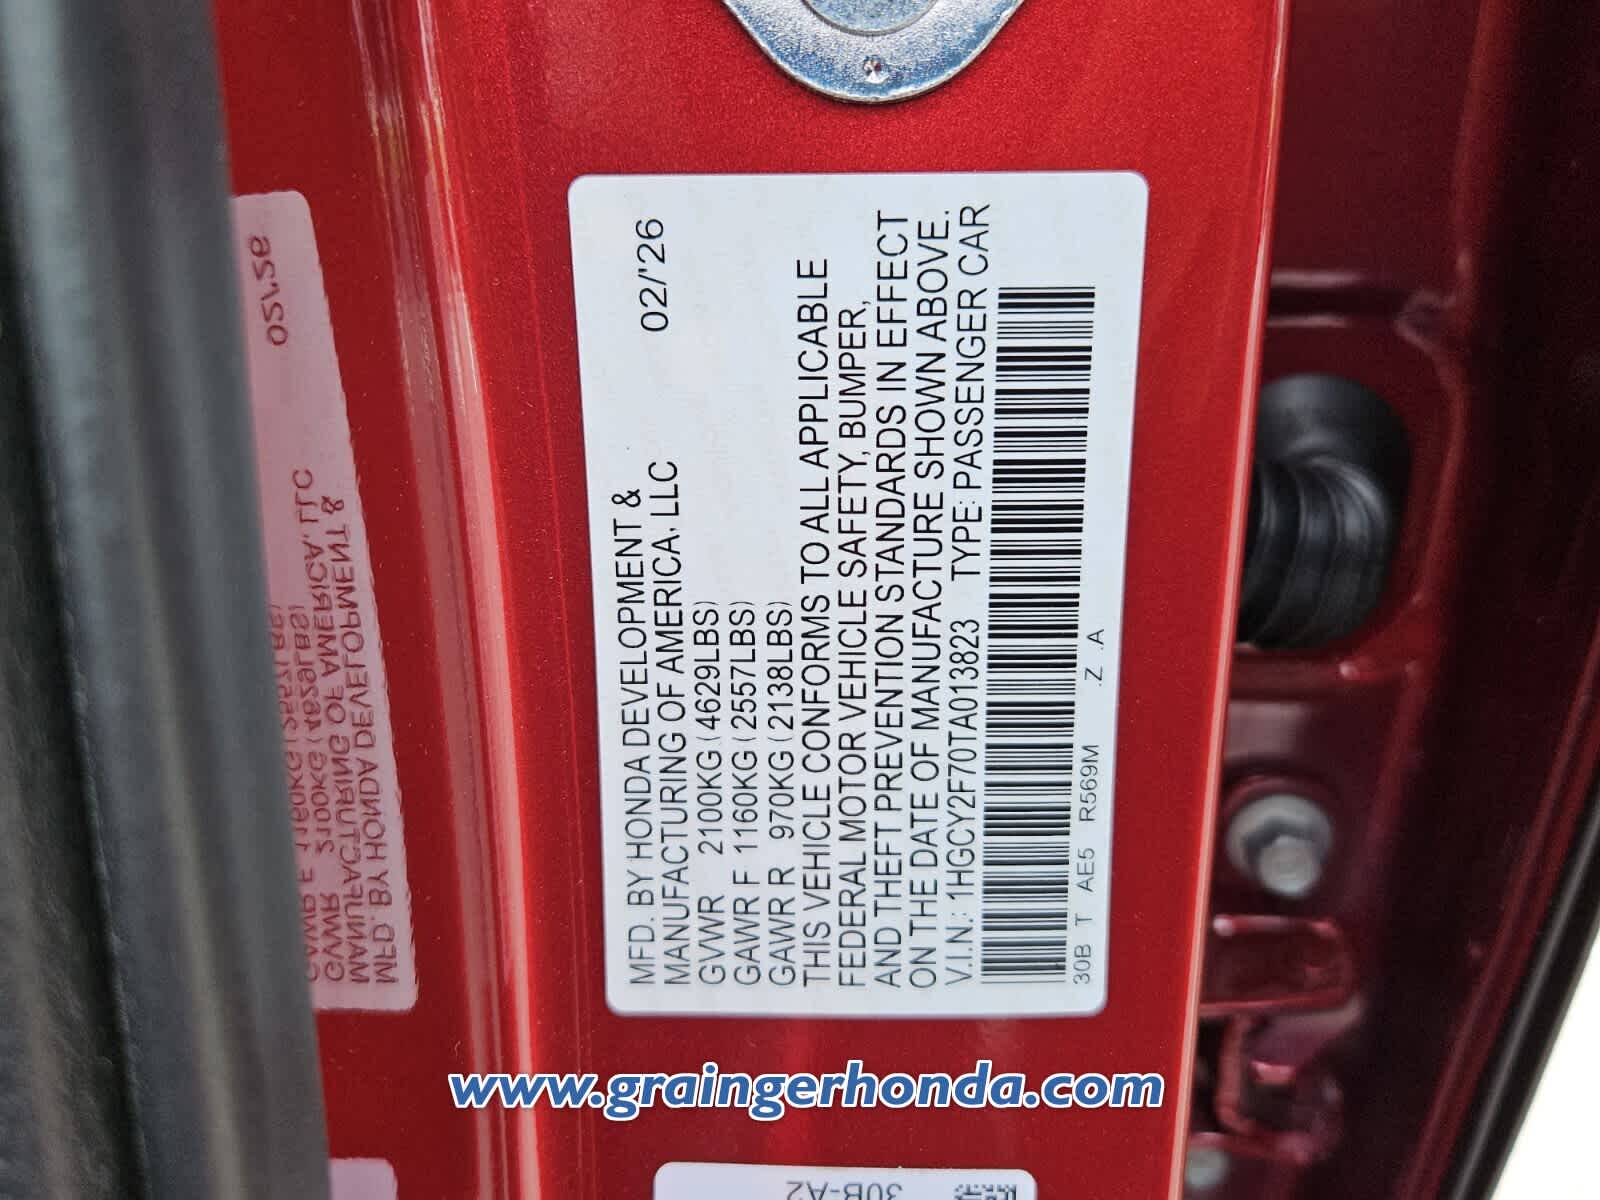 MFD. BY HONDA DEVELOPMENT &
MANUFACTURING OF AMERICA, LLC 02/'26
GVWR 2100KG (4629LBS)
GAWR F 1160KG (2557LBS)
GAWR R 970KG (2138LBS)
THIS VEHICLE CONFORMS TO ALL APPLICABLE
FEDERAL MOTOR VEHICLE SAFETY, BUMPER,
AND THEFT PREVENTION STANDARDS IN EFFECT
ON THE DATE OF MANUFACTURE SHOWN ABOVE.
V.I.N.: 1HGCY2F70TA013823 TYPE: PASSENGER CAR
30B T AE5 R569M .Z .A
www.graingerhonda.com
30B-A2